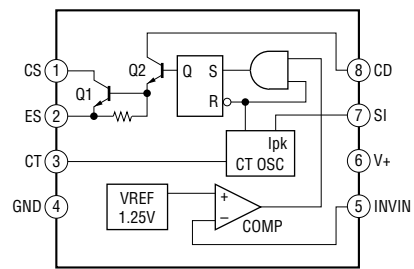 CS 1
Q1
Q2
Q S
R
8 CD
ES 2
7 SI
Ipk
CT OSC
CT 3
6 V+
GND 4
VREF
1.25V
+
–
COMP
5 INVIN